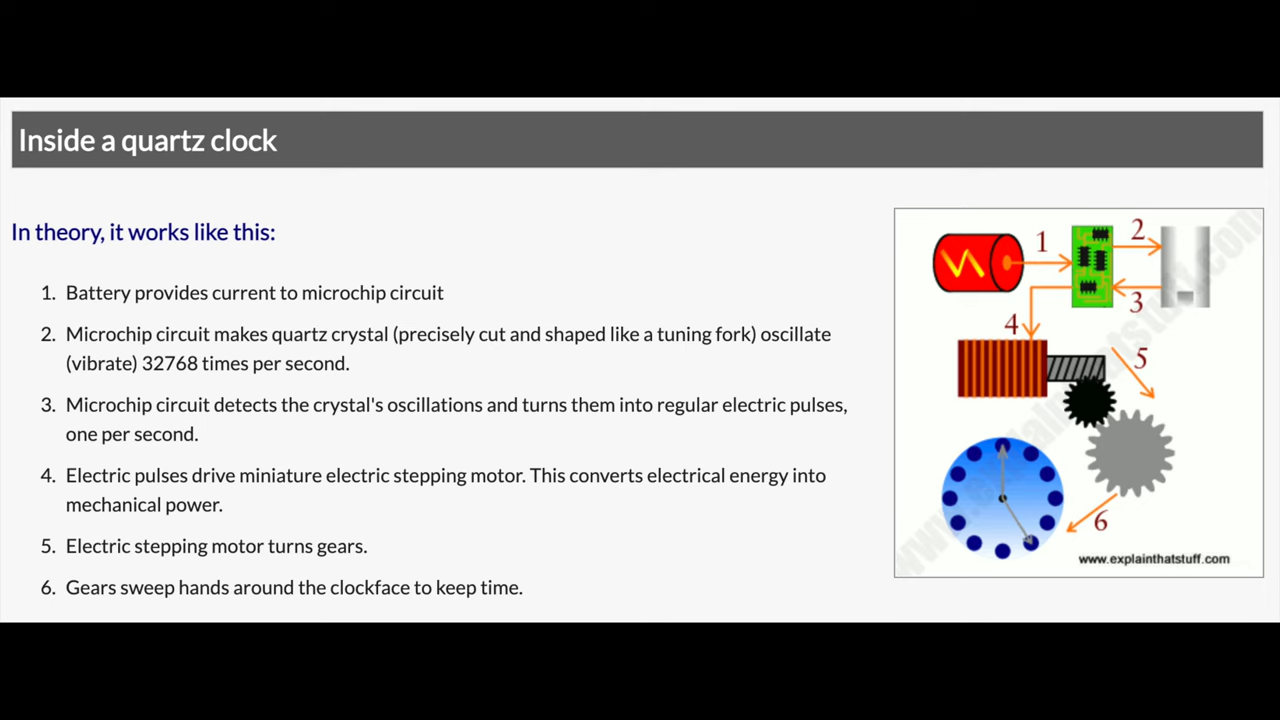 Inside a quartz clock
In theory, it works like this:
1. Battery provides current to microchip circuit
2. Microchip circuit makes quartz crystal (precisely cut and shaped like a tuning fork) oscillate
(vibrate) 32768 times per second.
3. Microchip circuit detects the crystal's oscillations and turns them into regular electric pulses,
one per second.
4. Electric pulses drive miniature electric stepping motor. This converts electrical energy into
mechanical power.
5. Electric stepping motor turns gears.
6. Gears sweep hands around the clockface to keep time.
1
2
3
4
5
6
www.explainthatstuff.com
www.explainthatstuff.com